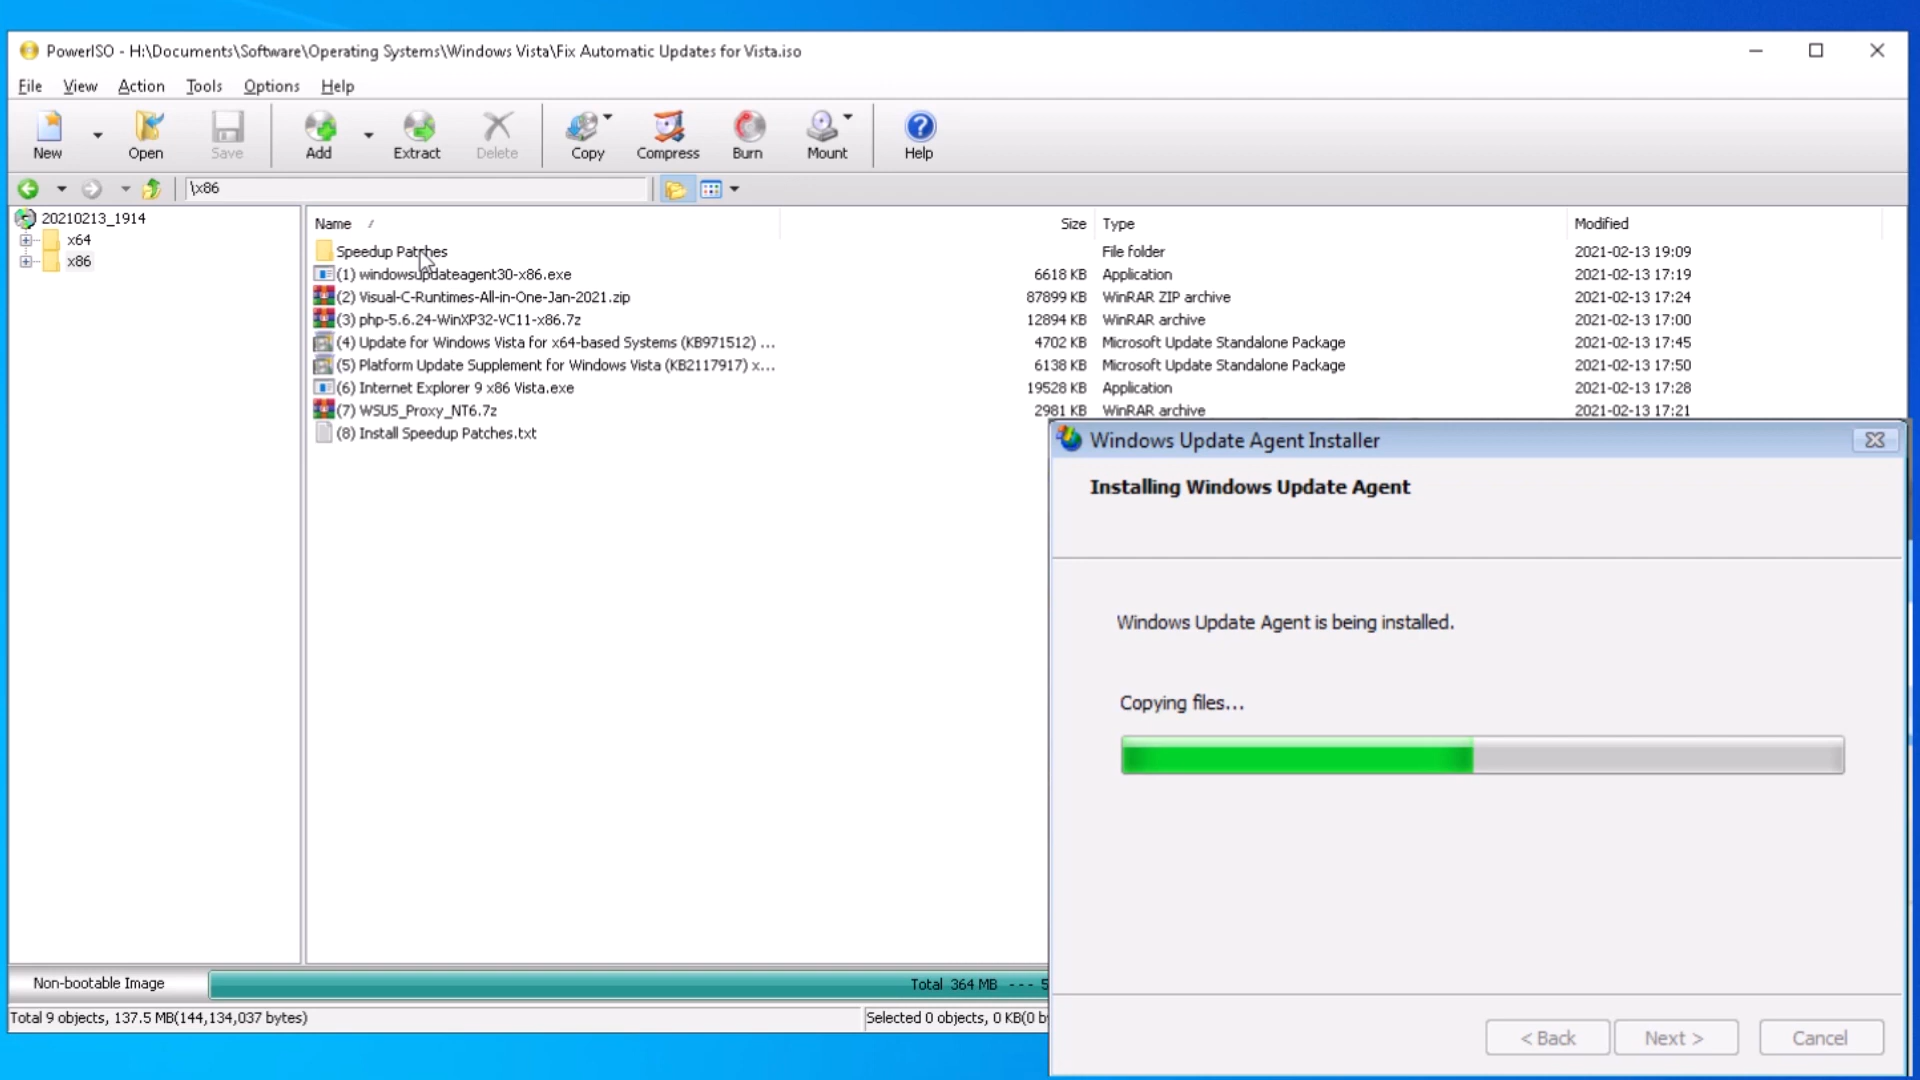 PowerISO - H:\Documents\Software\Operating Systems\Windows Vista\Fix Automatic Updates for Vista.iso
File View Action Tools Options Help
New Open Save Add Extract Delete Copy Compress Burn Mount Help
\x86
20210213_1914
x64
x86
Name / Size Type Modified
Speedup Patches File folder 2021-02-13 19:09
(1) windowsupdateagent30-x86.exe 6618 KB Application 2021-02-13 17:19
(2) Visual-C-Runtimes-All-in-One-Jan-2021.zip 87899 KB WinRAR ZIP archive 2021-02-13 17:24
(3) php-5.6.24-WinXP32-VC11-x86.7z 12894 KB WinRAR archive 2021-02-13 17:00
(4) Update for Windows Vista for x64-based Systems (KB971512) ... 4702 KB Microsoft Update Standalone Package 2021-02-13 17:45
(5) Platform Update Supplement for Windows Vista (KB2117917) x... 6138 KB Microsoft Update Standalone Package 2021-02-13 17:50
(6) Internet Explorer 9 x86 Vista.exe 19528 KB Application 2021-02-13 17:28
(7) WSUS_Proxy_NT6.7z 2981 KB WinRAR archive 2021-02-13 17:21
(8) Install Speedup Patches.txt
Windows Update Agent Installer
Installing Windows Update Agent
Windows Update Agent is being installed.
Copying files...
< Back Next > Cancel
Non-bootable Image Total 364 MB --- 5
Total 9 objects, 137.5 MB(144,134,037 bytes) Selected 0 objects, 0 KB(0 b